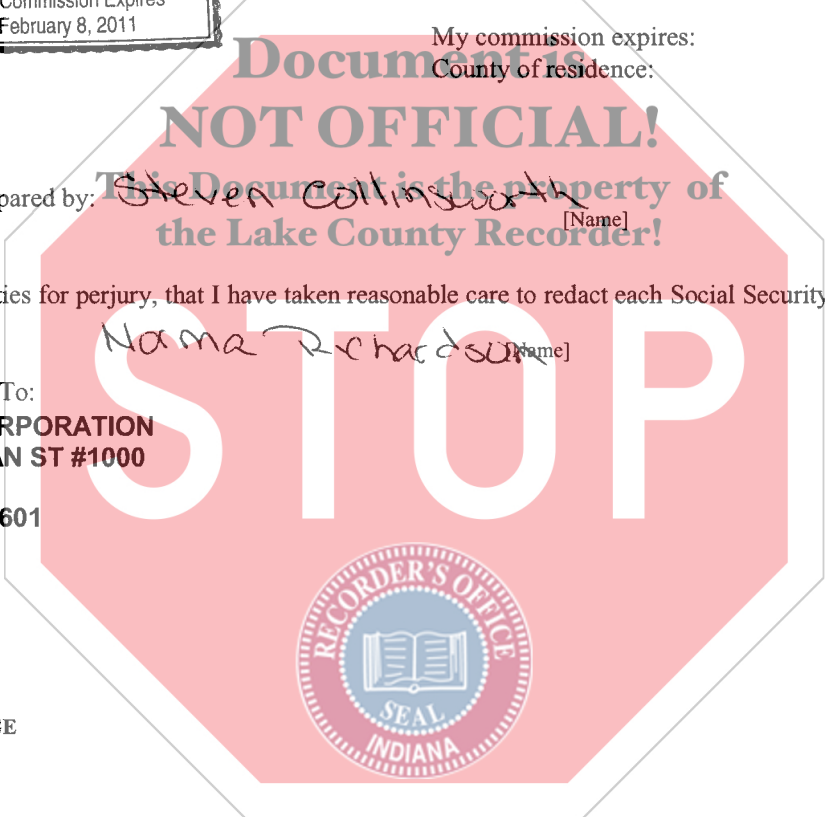 Commission Expires
February 8, 2011
My commission expires:
County of residence:
Document is
NOT OFFICIAL!
This Document is the property of
the Lake County Recorder!
pared by: Steven Collinsworth
[Name]
ties for perjury, that I have taken reasonable care to redact each Social Security
Norma Richardson [Name]
To:
RPORATION
N ST #1000
601
STOP
RECORDER'S OFFICE
SEAL
INDIANA
GE